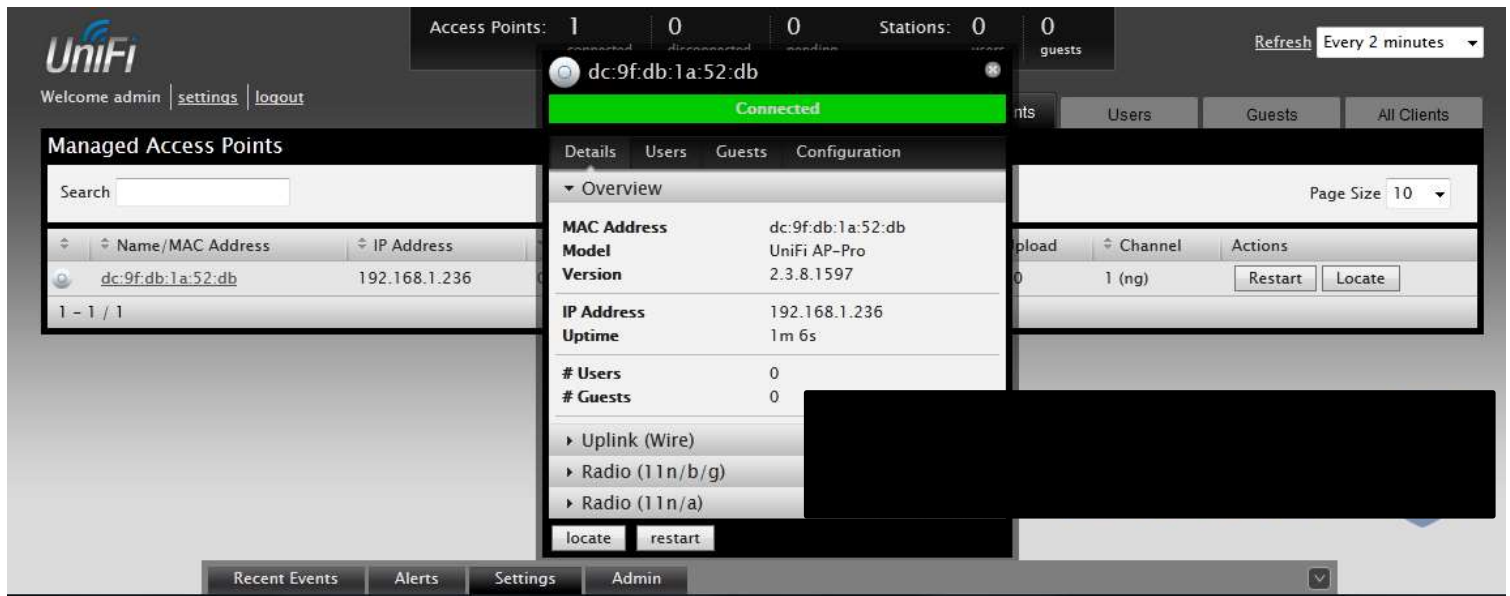 UniFi
Access Points: 1 0 0 Stations: 0 0
connected disconnected pending users guests
Refresh Every 2 minutes
Welcome admin settings logout
Users Guests All Clients
Managed Access Points
Search
Page Size 10
Name/MAC Address IP Address Channel Actions
dc:9f:db:1a:52:db 192.168.1.236 1 (ng) Restart Locate
1 - 1 / 1
dc:9f:db:1a:52:db
Connected
Details Users Guests Configuration
Overview
MAC Address dc:9f:db:1a:52:db
Model UniFi AP-Pro
Version 2.3.8.1597
IP Address 192.168.1.236
Uptime 1m 6s
# Users 0
# Guests 0
Uplink (Wire)
Radio (11n/b/g)
Radio (11n/a)
locate restart
Recent Events Alerts Settings Admin